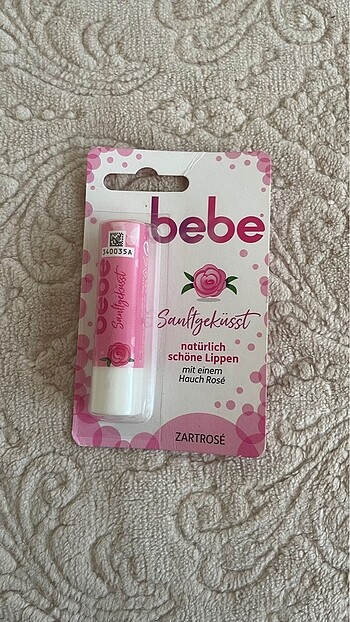 bebe
Sanftgeküsst
natürlich
schöne Lippen
mit einem
Hauch Rosé
ZARTROSÉ
340035A
bebe
Sanftgeküsst